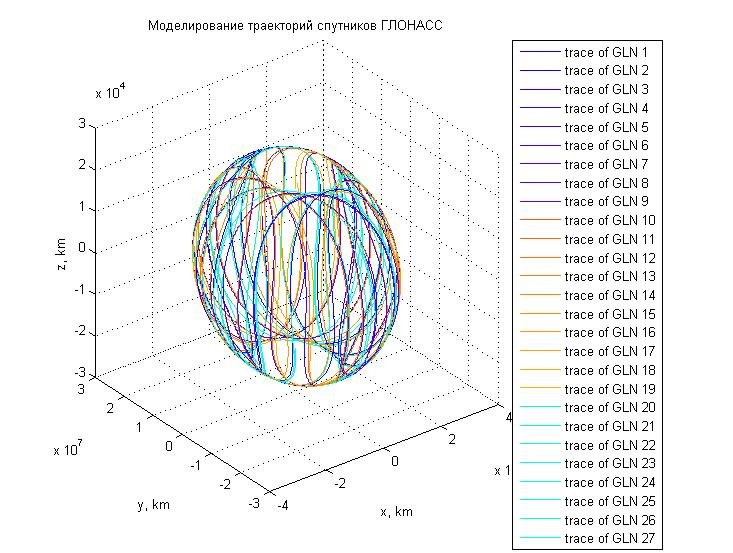 Моделирование траекторий спутников ГЛОНАСС
x 10^4
3
2
1
0
-1
-2
-3
z, km
3
2
1
0
-1
-2
-3
x 10^7
y, km
-4
-2
0
2
4
x 1
x, km
trace of GLN 1
trace of GLN 2
trace of GLN 3
trace of GLN 4
trace of GLN 5
trace of GLN 6
trace of GLN 7
trace of GLN 8
trace of GLN 9
trace of GLN 10
trace of GLN 11
trace of GLN 12
trace of GLN 13
trace of GLN 14
trace of GLN 15
trace of GLN 16
trace of GLN 17
trace of GLN 18
trace of GLN 19
trace of GLN 20
trace of GLN 21
trace of GLN 22
trace of GLN 23
trace of GLN 24
trace of GLN 25
trace of GLN 26
trace of GLN 27